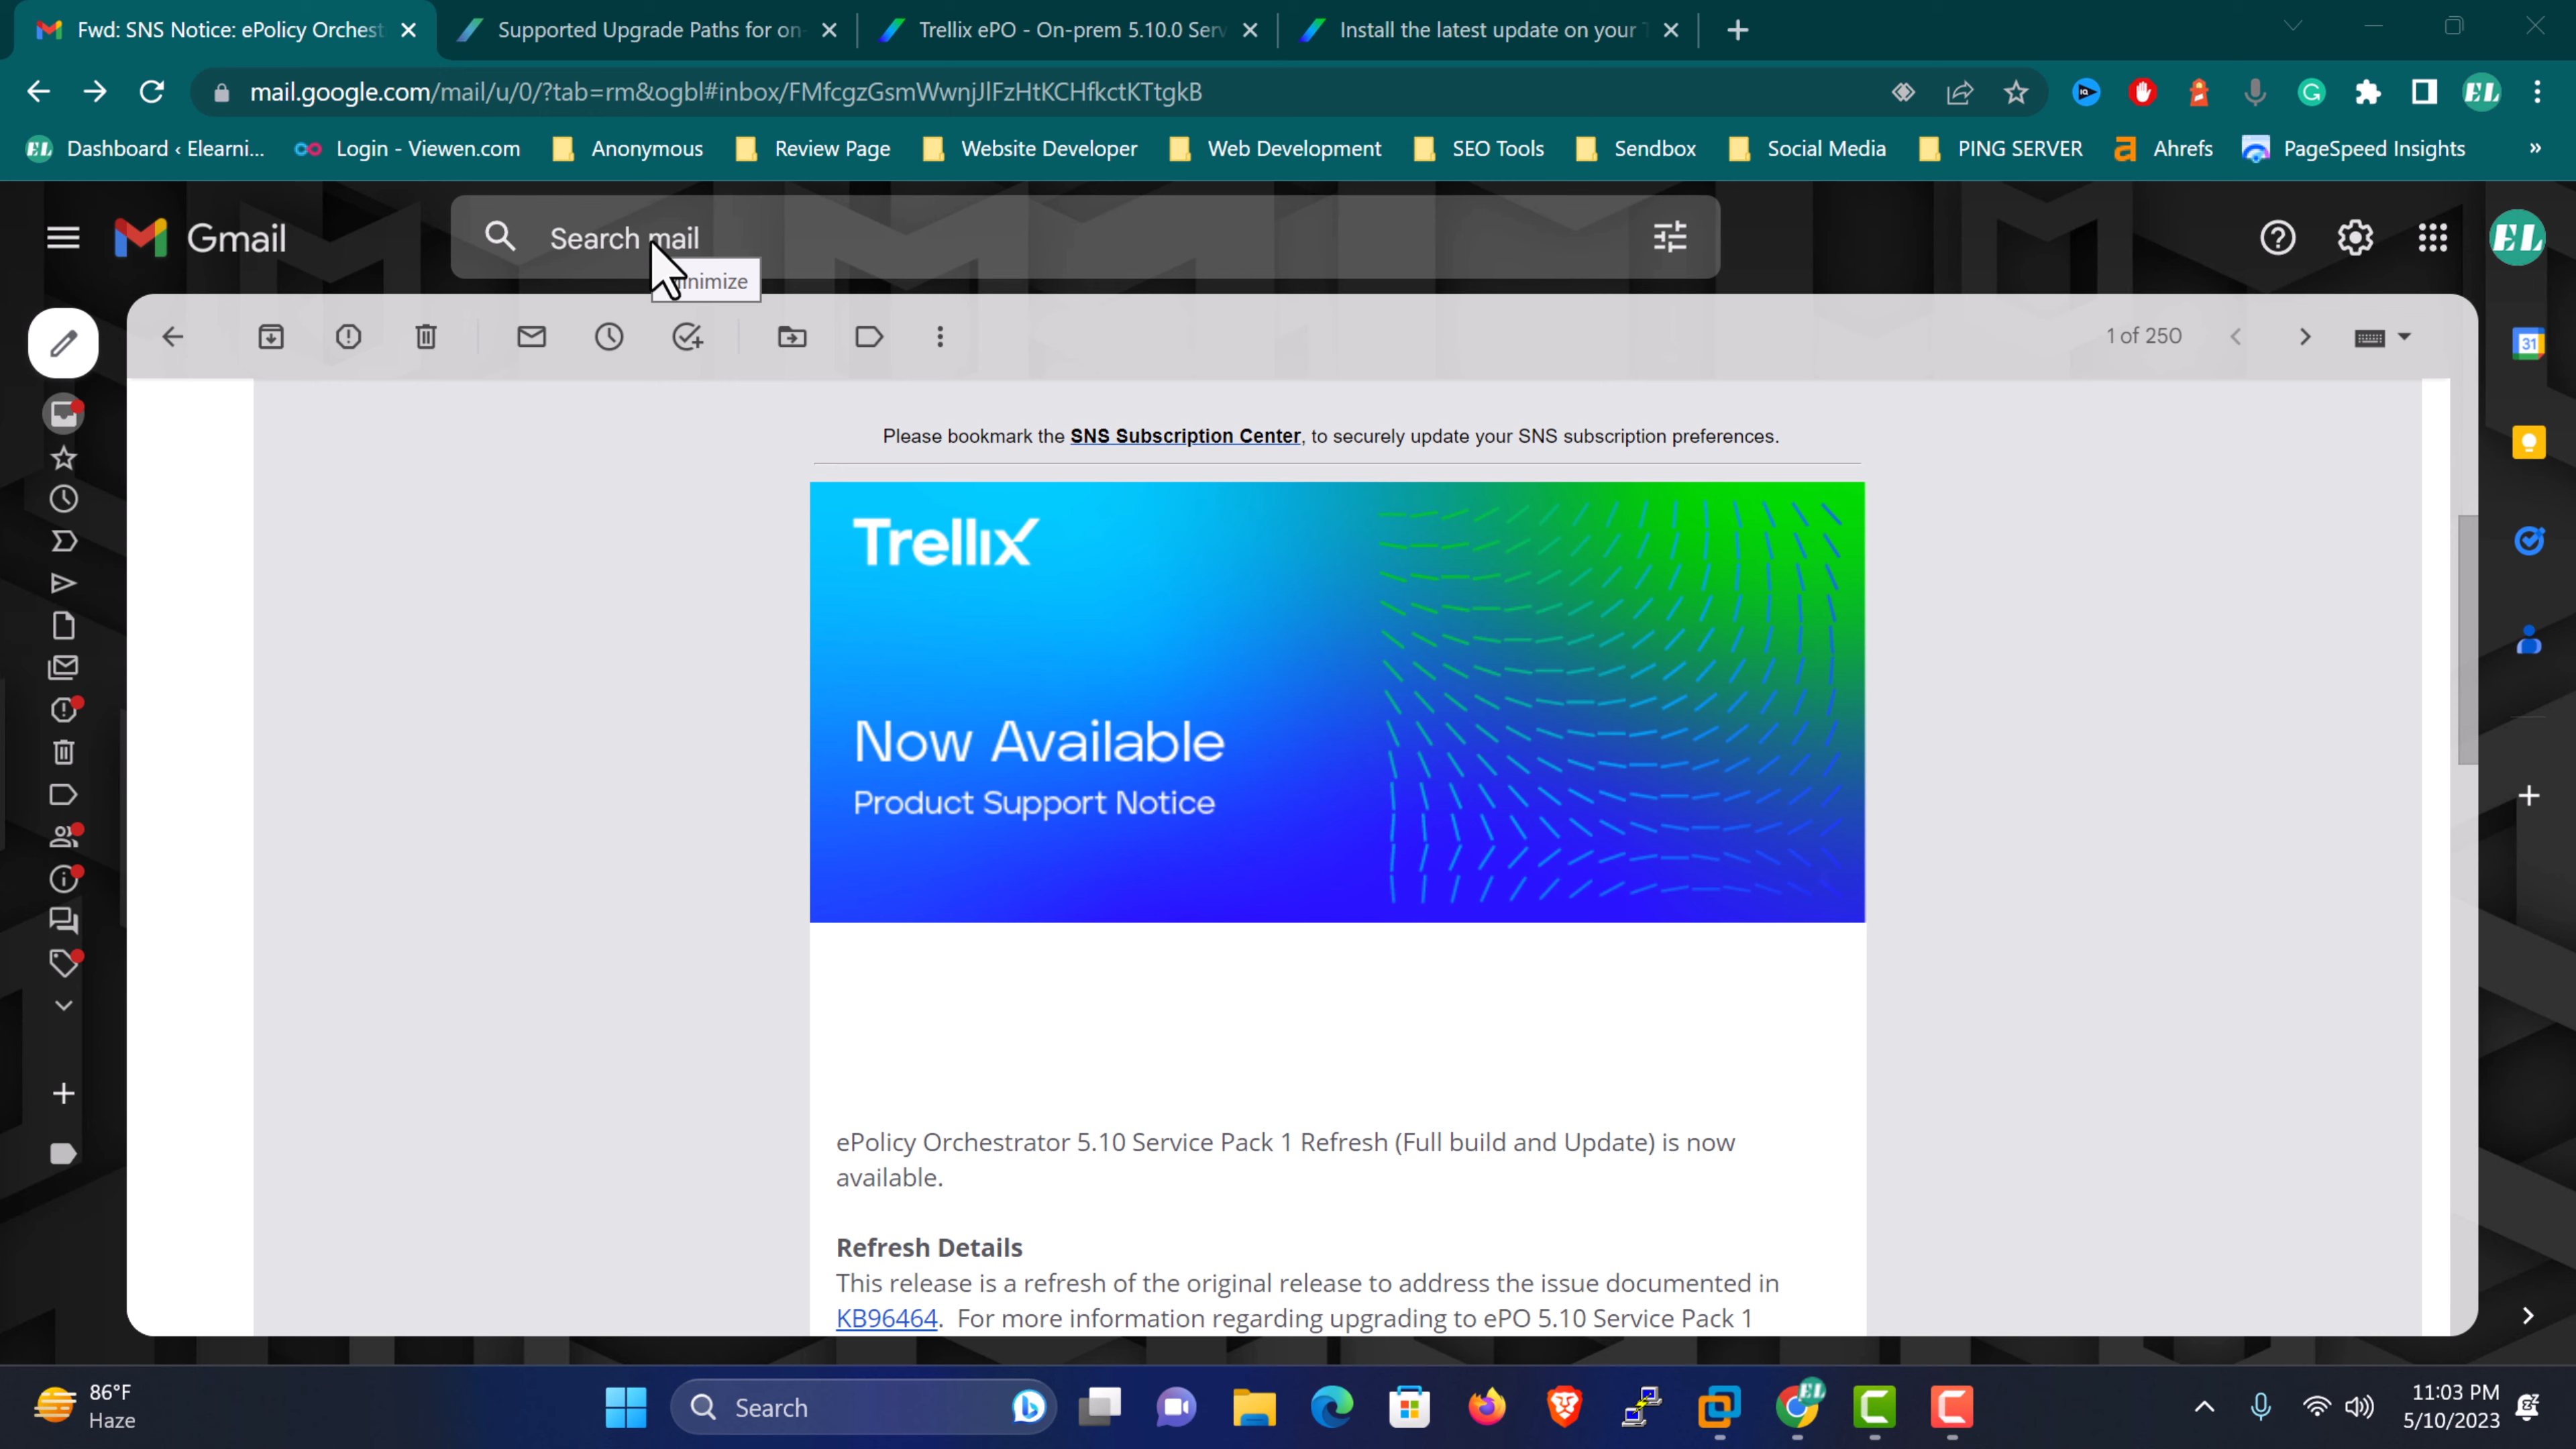 Fwd: SNS Notice: ePolicy Orchest
Supported Upgrade Paths for on-
Trellix ePO - On-prem 5.10.0 Serv
Install the latest update on your T
mail.google.com/mail/u/0/?tab=rm&ogbl#inbox/FMfcgzGsmWwnjJlFzHtKCHfkctKTtgkB
EL
EL Dashboard ‹ Elearni...
Login - Viewen.com
Anonymous
Review Page
Website Developer
Web Development
SEO Tools
Sendbox
Social Media
PING SERVER
Ahrefs
PageSpeed Insights
»
Gmail
Search mail
EL
1 of 250
31
Please bookmark the SNS Subscription Center, to securely update your SNS subscription preferences.
Trellix
Now Available
Product Support Notice
ePolicy Orchestrator 5.10 Service Pack 1 Refresh (Full build and Update) is now
available.
Refresh Details
This release is a refresh of the original release to address the issue documented in
KB96464. For more information regarding upgrading to ePO 5.10 Service Pack 1
86°F
Haze
Search
11:03 PM
5/10/2023